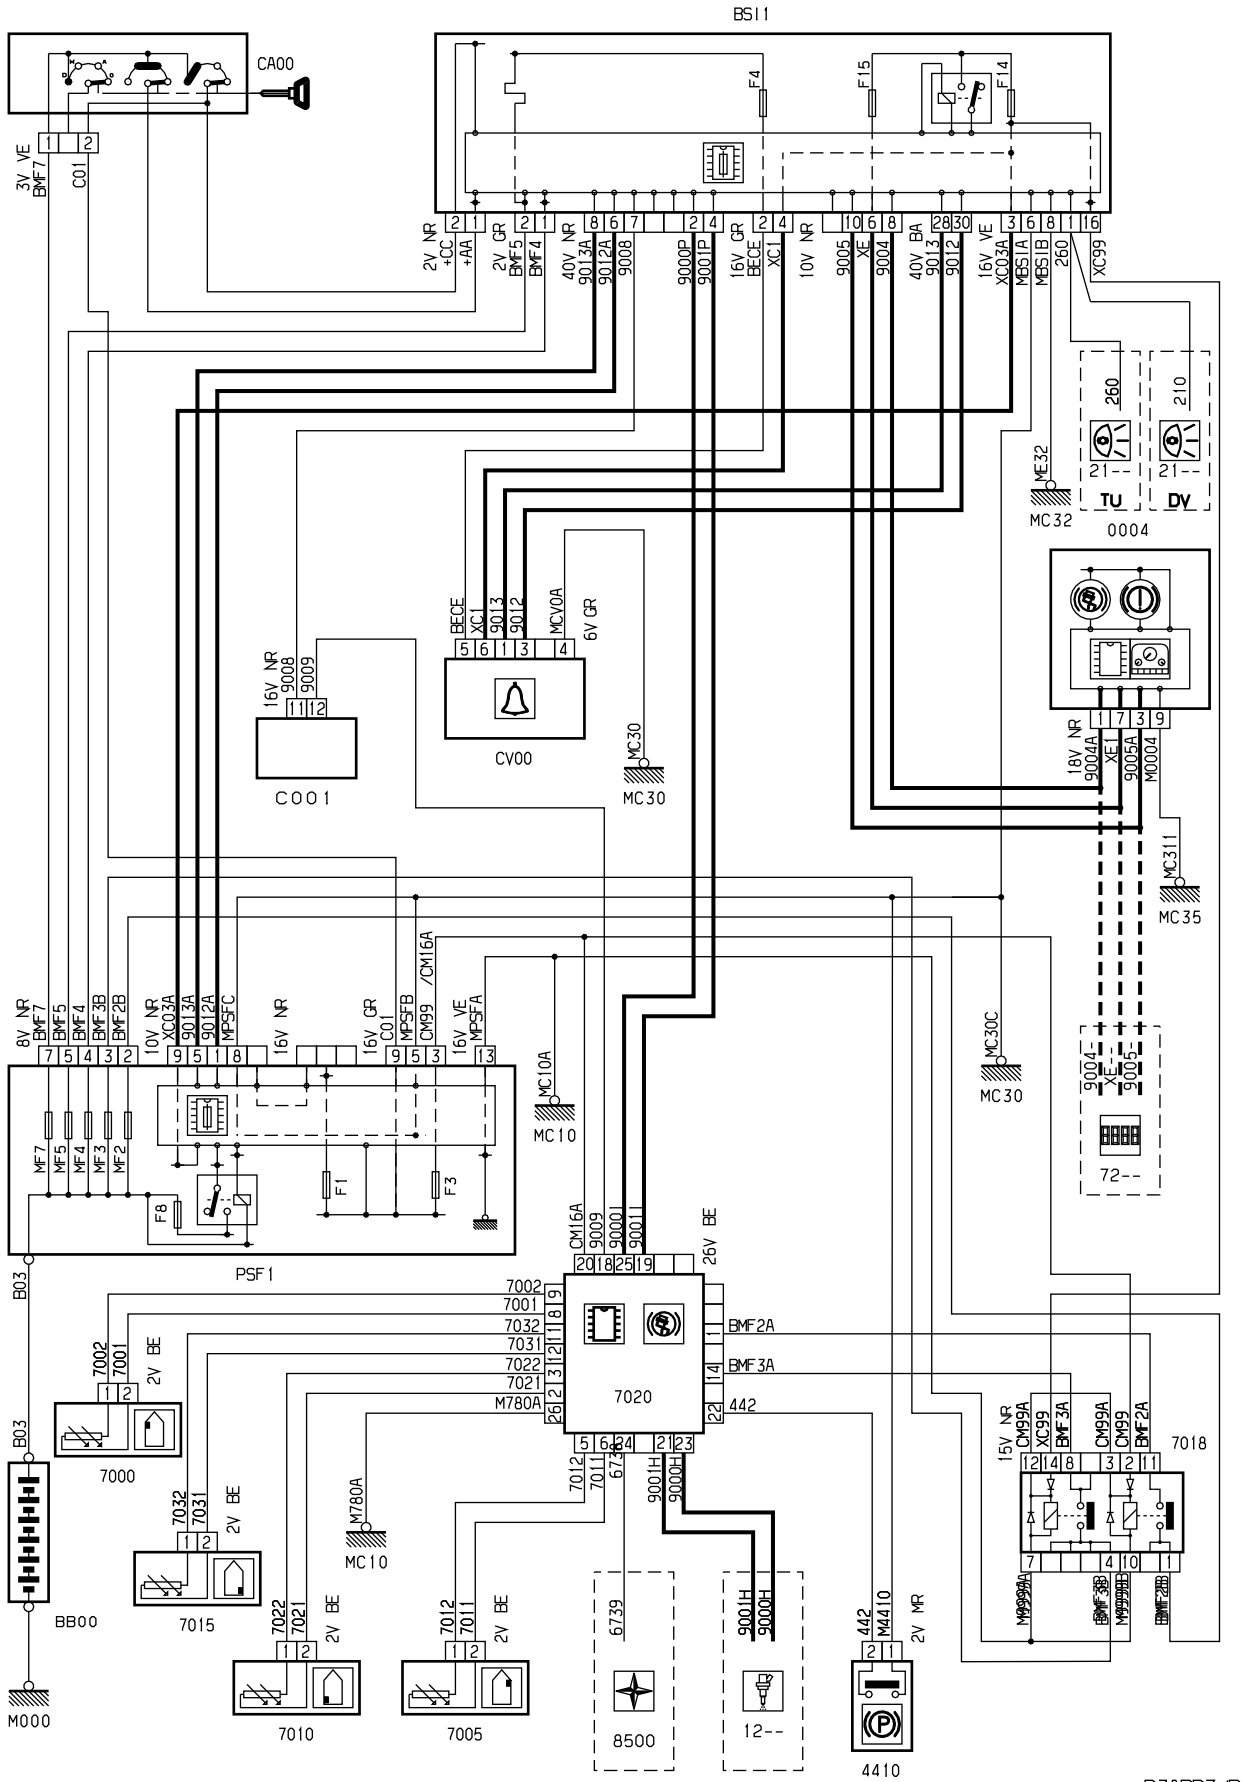 BSI1
CA00
D M A O
F4
F15
F14
1 2
3V VE
BMF7
C01
2 1 2 1 8 6 7 2 4 2 4 10 6 8 28 30 3 6 8 1 16
2V NR
+CC
+AA
2V GR
BMF5
BMF4
40V NR
9013A
9012A
9008
9000P
9001P
16V GR
BECE
XC1
10V NR
9005
XE
9004
40V BA
9013
9012
16V VE
XC03A
MBSIA
MBSIB
260
XC99
260
210
21--
21--
TU
DV
ME32
MC32
0004
BECE
XC1
9013
9012
MCV0A
6V GR
5 6 1 3 4
CV00
MC30
MC30
16V NR
9008
9009
11 12
C001
1 7 3 9
18V NR
9004A
XE1
9005A
M0004
MC311
MC35
8V NR
BMF7
BMF5
BMF4
BMF3B
BMF2B
10V NR
XC03A
9013A
9012A
MPSFC
16V NR
16V GR
C01
MPSFB
CM99 /CM16A
16V VE
MPSFA
7 5 4 3 2 9 5 1 8 9 5 3 13
MF7
MF5
MF4
MF3
MF2
F8
F1
F3
PSF1
MC10A
MC10
MC30C
MC30
9004-
XE--
9005-
72--
B03
B03
BB00
M000
CM16A
9009
9000I
9001I
26V BE
20 18 25 19
7002
7001
7032
7031
7022
7021
M780A
9
8
11
12
3
2
26
7020
1
14
22
BMF2A
BMF3A
442
5 6 24 21 23
7012
7011
6739
9001H
9000H
7002
7001
2V BE
1 2
7000
7032
7031
2V BE
1 2
7015
7022
7021
2V BE
1 2
7010
M780A
MC10
7012
7011
2V BE
1 2
7005
6739
8500
9001H
9000H
12--
442
M4410
2V MR
2 1
P
4410
15V NR
CM99A
XC99
BMF3A
CM99A
CM99
BMF2A
7018
12 14 8 3 2 11
7 4 10 1